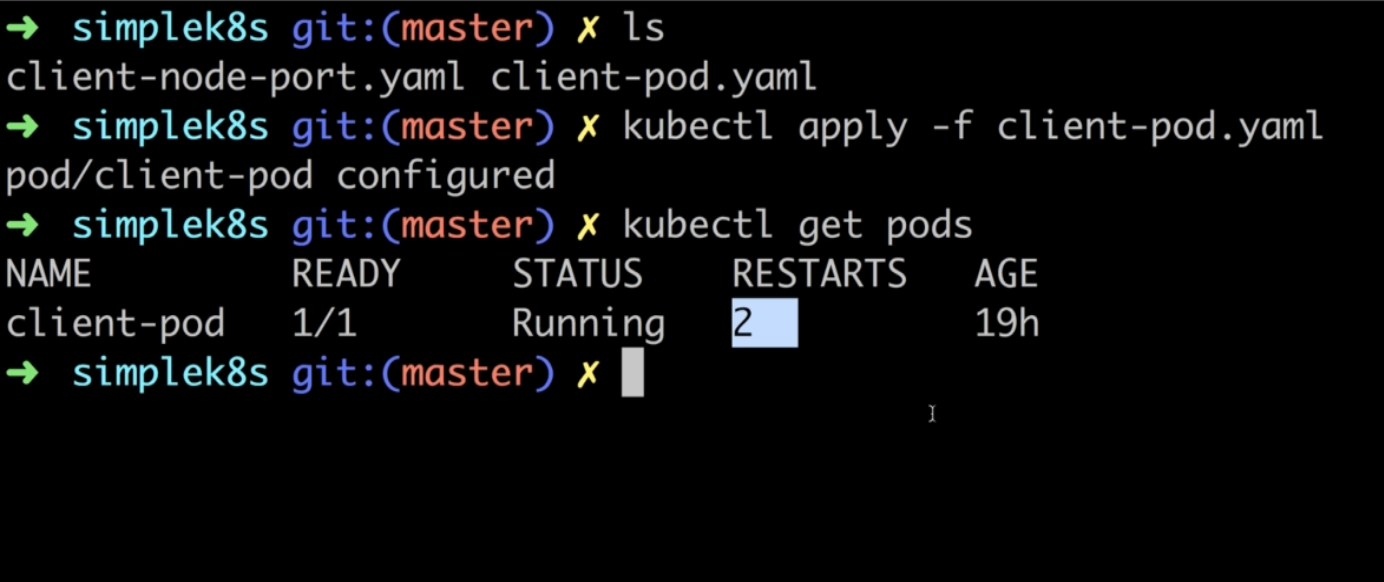 ➜ simplek8s git:(master) ✗ ls
client-node-port.yaml client-pod.yaml
➜ simplek8s git:(master) ✗ kubectl apply -f client-pod.yaml
pod/client-pod configured
➜ simplek8s git:(master) ✗ kubectl get pods
NAME READY STATUS RESTARTS AGE
client-pod 1/1 Running 2 19h
➜ simplek8s git:(master) ✗